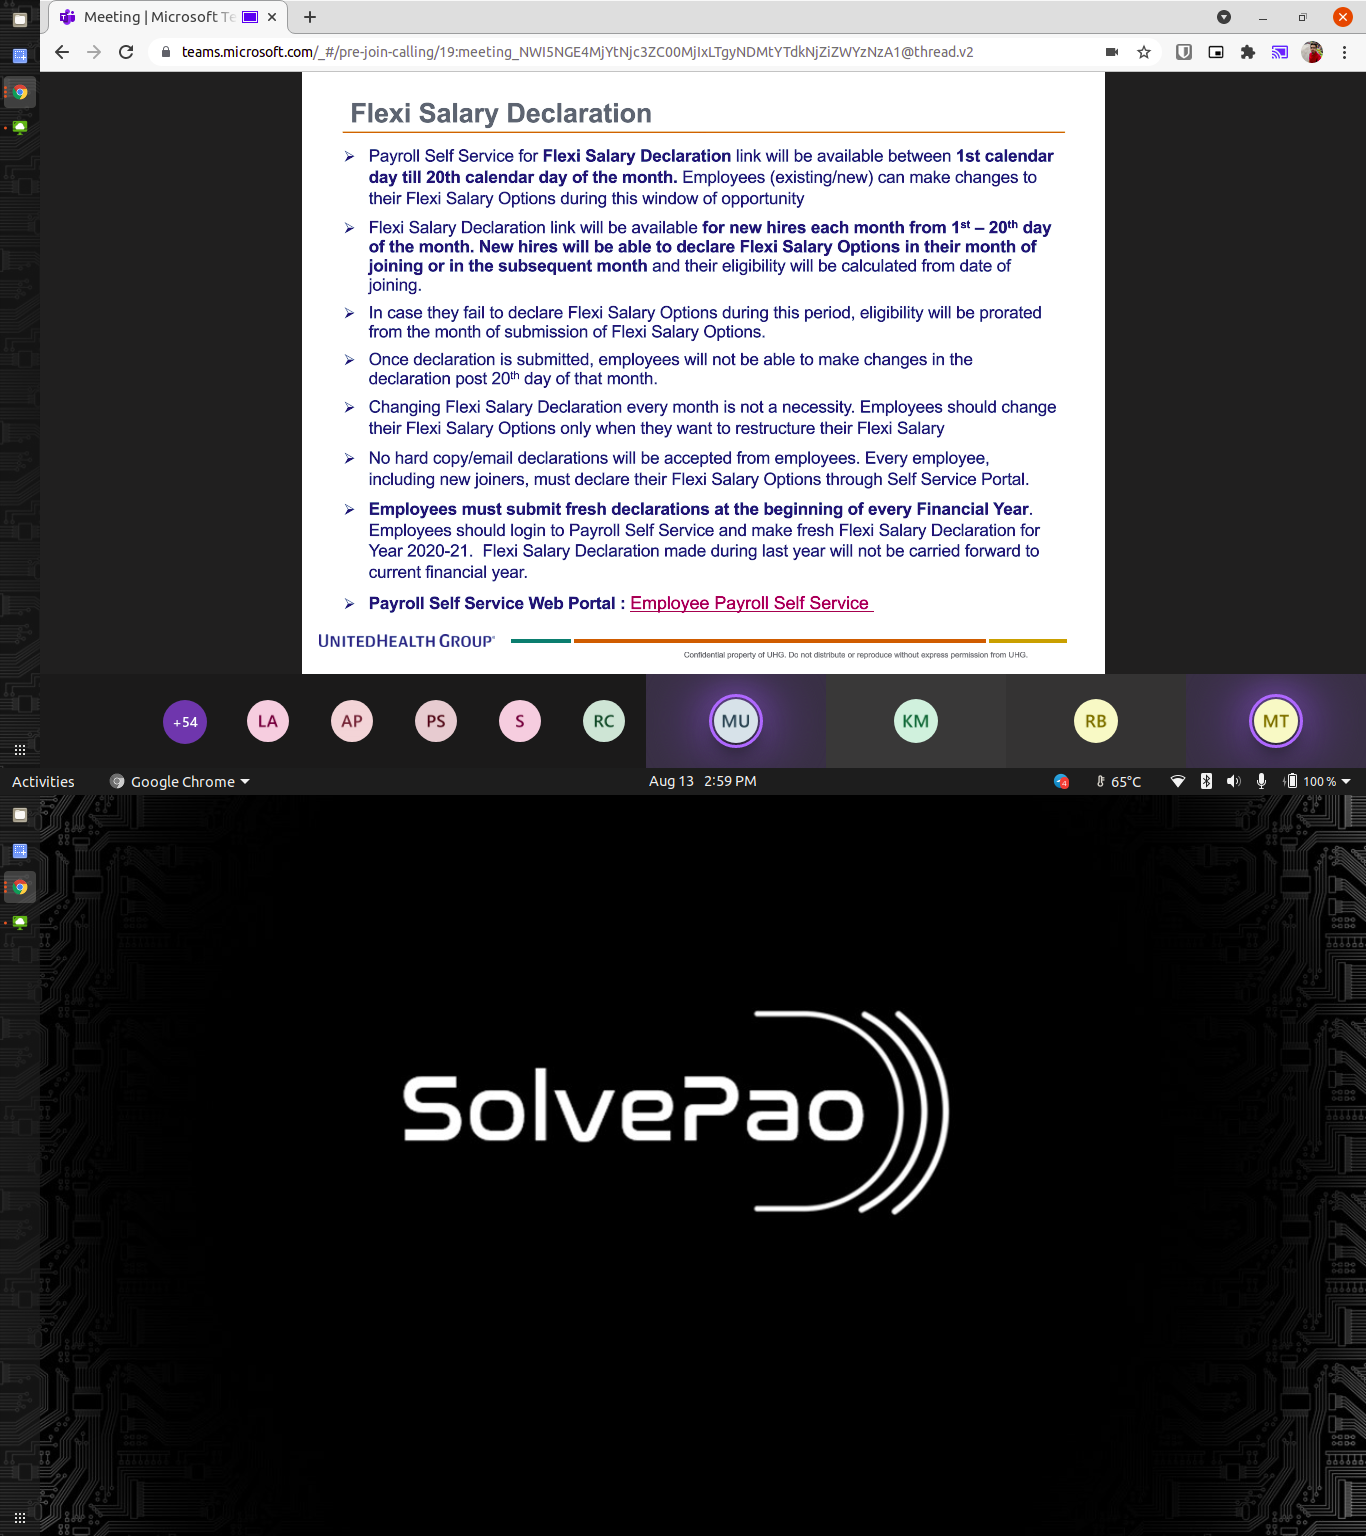 Meeting | Microsoft Te
teams.microsoft.com/_#/pre-join-calling/19:meeting_NWI5NGE4MjYtNjc3ZC00MjIxLTgyNDMtYTdkNjZiZWYzNzA1@thread.v2
Flexi Salary Declaration
Payroll Self Service for Flexi Salary Declaration link will be available between 1st calendar
day till 20th calendar day of the month. Employees (existing/new) can make changes to
their Flexi Salary Options during this window of opportunity
Flexi Salary Declaration link will be available for new hires each month from 1st – 20th day
of the month. New hires will be able to declare Flexi Salary Options in their month of
joining or in the subsequent month and their eligibility will be calculated from date of
joining.
In case they fail to declare Flexi Salary Options during this period, eligibility will be prorated
from the month of submission of Flexi Salary Options.
Once declaration is submitted, employees will not be able to make changes in the
declaration post 20th day of that month.
Changing Flexi Salary Declaration every month is not a necessity. Employees should change
their Flexi Salary Options only when they want to restructure their Flexi Salary
No hard copy/email declarations will be accepted from employees. Every employee,
including new joiners, must declare their Flexi Salary Options through Self Service Portal.
Employees must submit fresh declarations at the beginning of every Financial Year.
Employees should login to Payroll Self Service and make fresh Flexi Salary Declaration for
Year 2020-21. Flexi Salary Declaration made during last year will not be carried forward to
current financial year.
Payroll Self Service Web Portal : Employee Payroll Self Service
UNITEDHEALTH GROUP
Confidential property of UHG. Do not distribute or reproduce without express permission from UHG.
+54 LA AP PS S RC MU KM RB MT
Activities Google Chrome Aug 13 2:59 PM 4 65°C 100 %
SolvePao